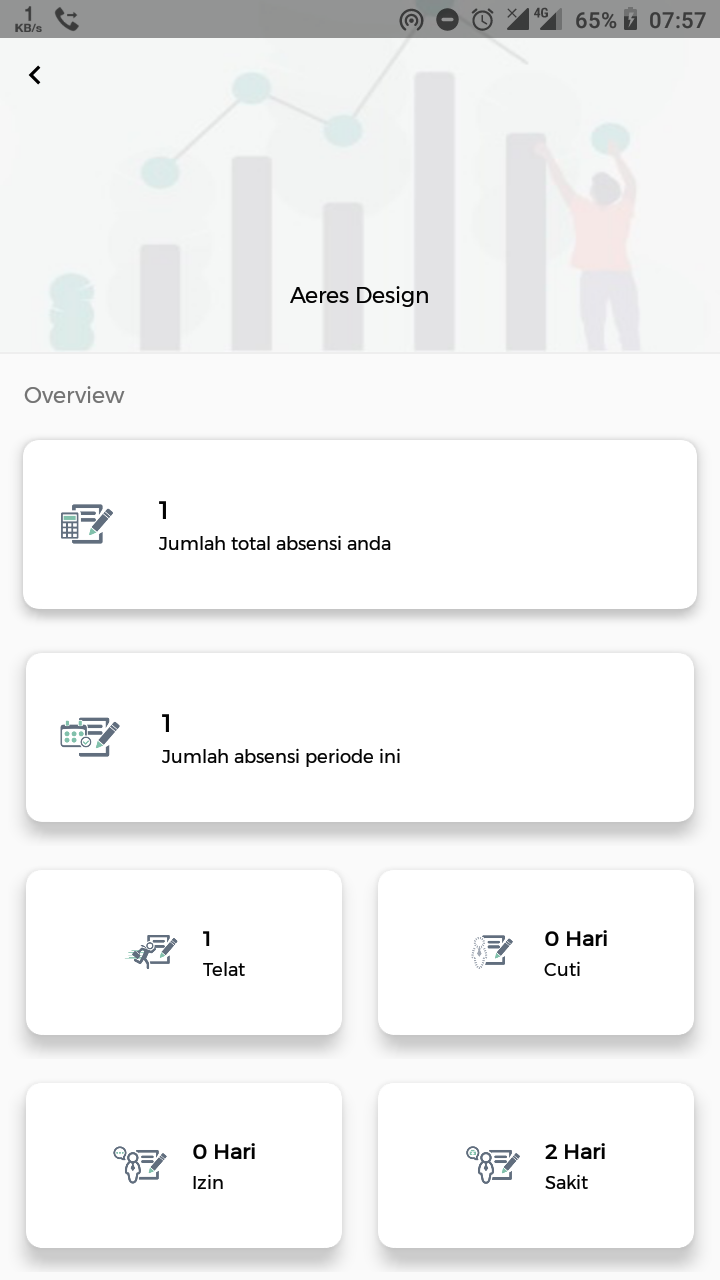 1
KB/s
4G
65%
07:57
Aeres Design
Overview
1
Jumlah total absensi anda
1
Jumlah absensi periode ini
1
Telat
0 Hari
Cuti
0 Hari
Izin
2 Hari
Sakit